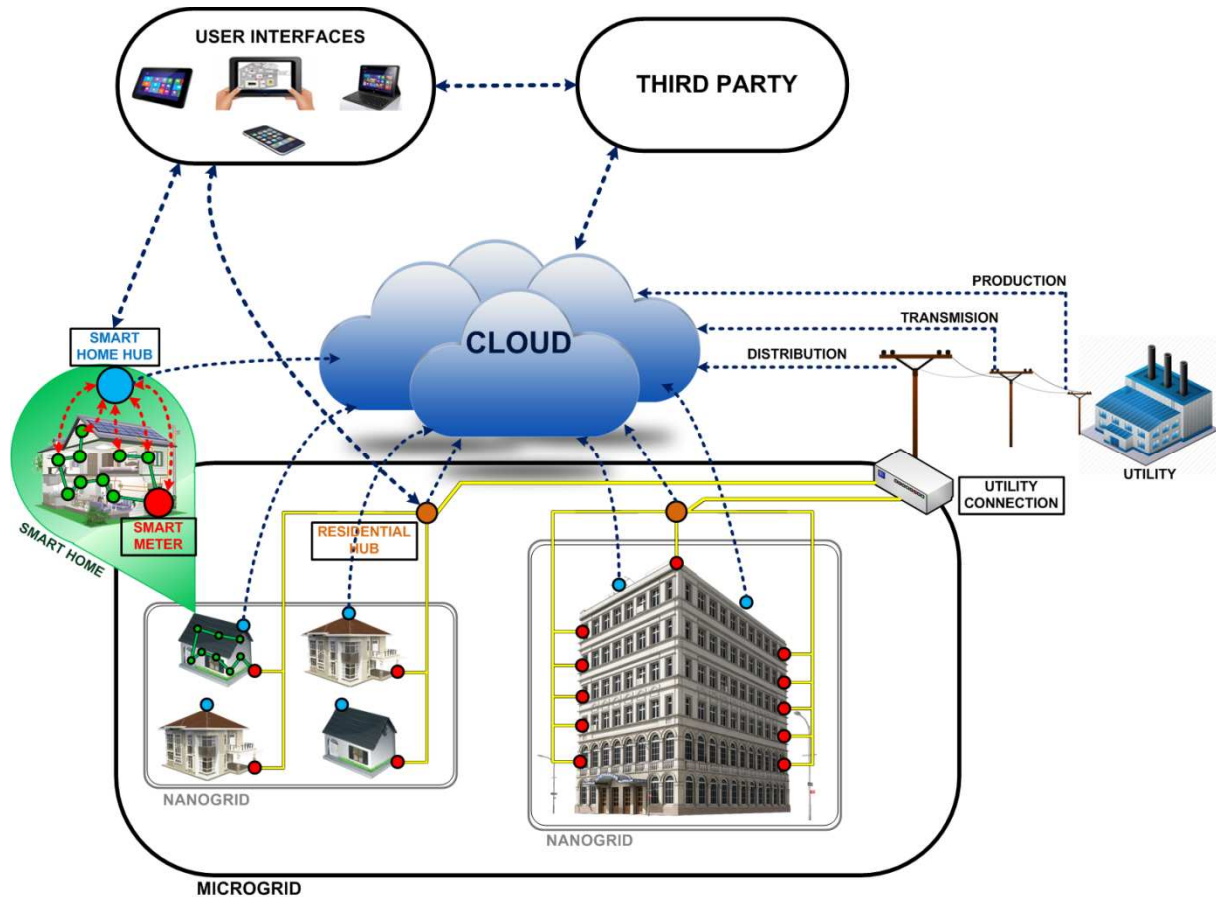 USER INTERFACES
THIRD PARTY
PRODUCTION
TRANSMISION
DISTRIBUTION
CLOUD
SMART
HOME HUB
UTILITY
UTILITY
CONNECTION
SMART
METER
SMART HOME
RESIDENTIAL
HUB
NANOGRID
NANOGRID
MICROGRID